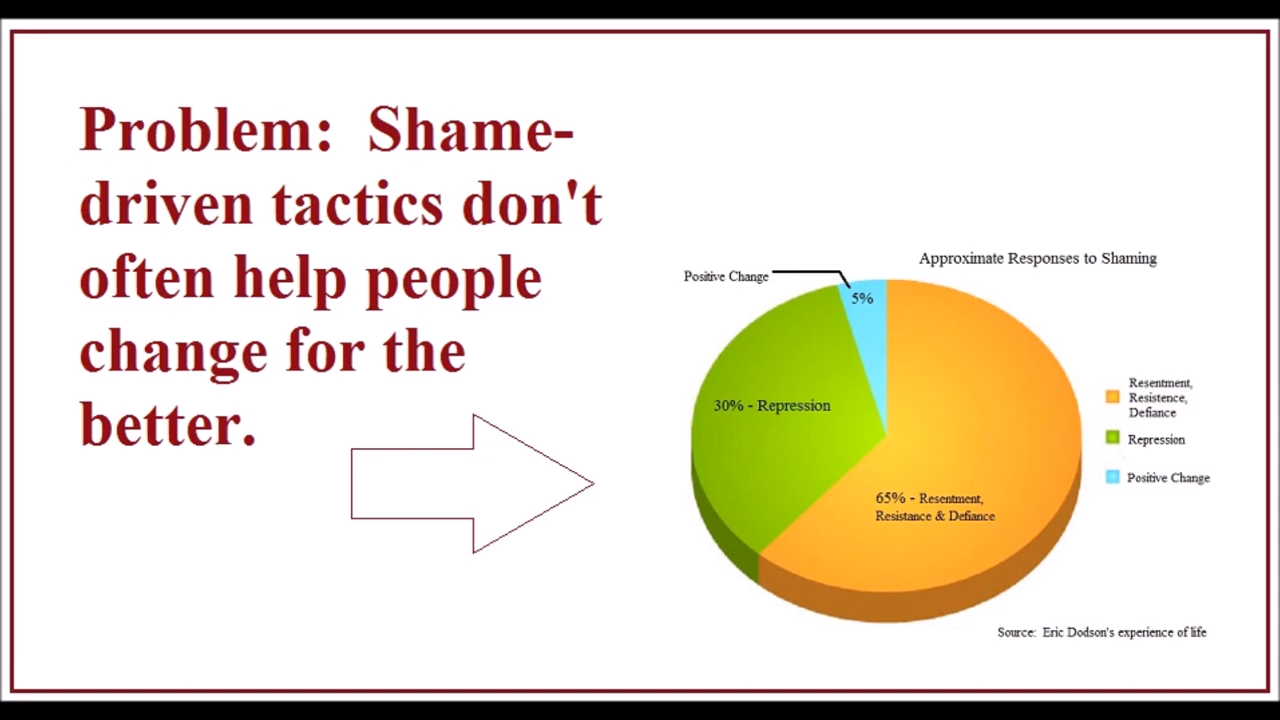 Problem:  Shame-
driven tactics don't
often help people
change for the
better.
Approximate Responses to Shaming
Positive Change
5%
30% - Repression
65% - Resentment,
Resistance & Defiance
Resentment,
Resistence,
Defiance
Repression
Positive Change
Source:  Eric Dodson's experience of life